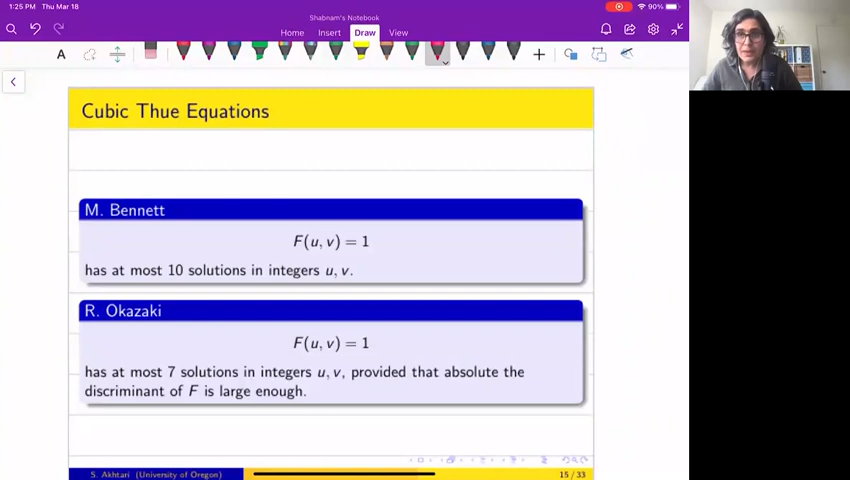 1:25 PM Thu Mar 18
90%
Shabnam's Notebook
Home Insert Draw View
A
Cubic Thue Equations
M. Bennett
F(u, v) = 1
has at most 10 solutions in integers u, v.
R. Okazaki
F(u, v) = 1
has at most 7 solutions in integers u, v, provided that absolute the
discriminant of F is large enough.
S. Akhtari (University of Oregon)
15 / 33